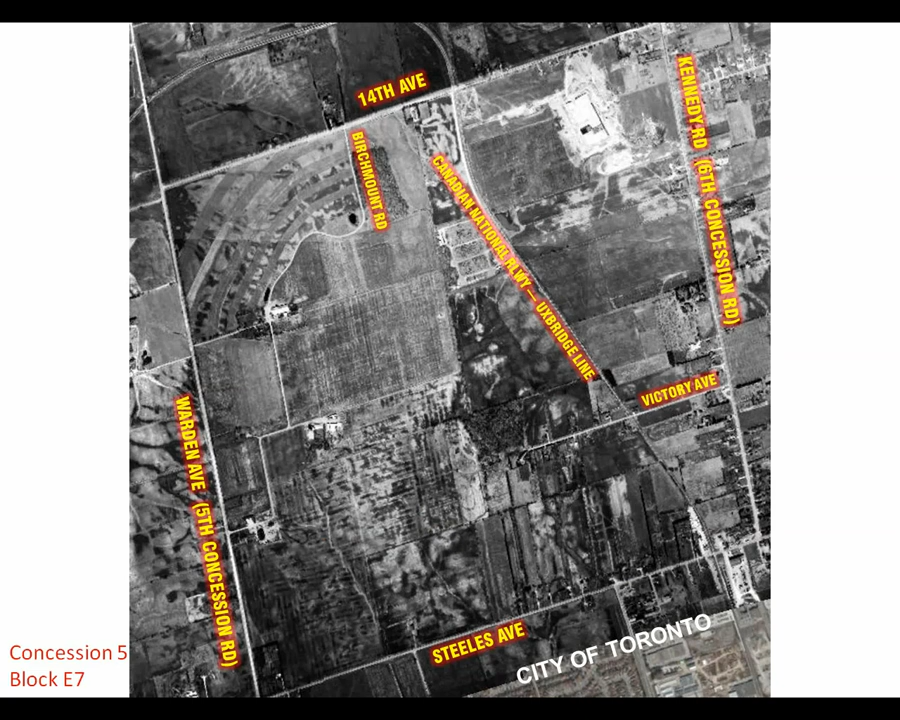 14TH AVE
KENNEDY RD (6TH CONCESSION RD)
BIRCHMOUNT RD
CANADIAN NATIONAL RLWY — UXBRIDGE LINE
VICTORY AVE
WARDEN AVE (5TH CONCESSION RD)
STEELES AVE
CITY OF TORONTO
Concession 5
Block E7